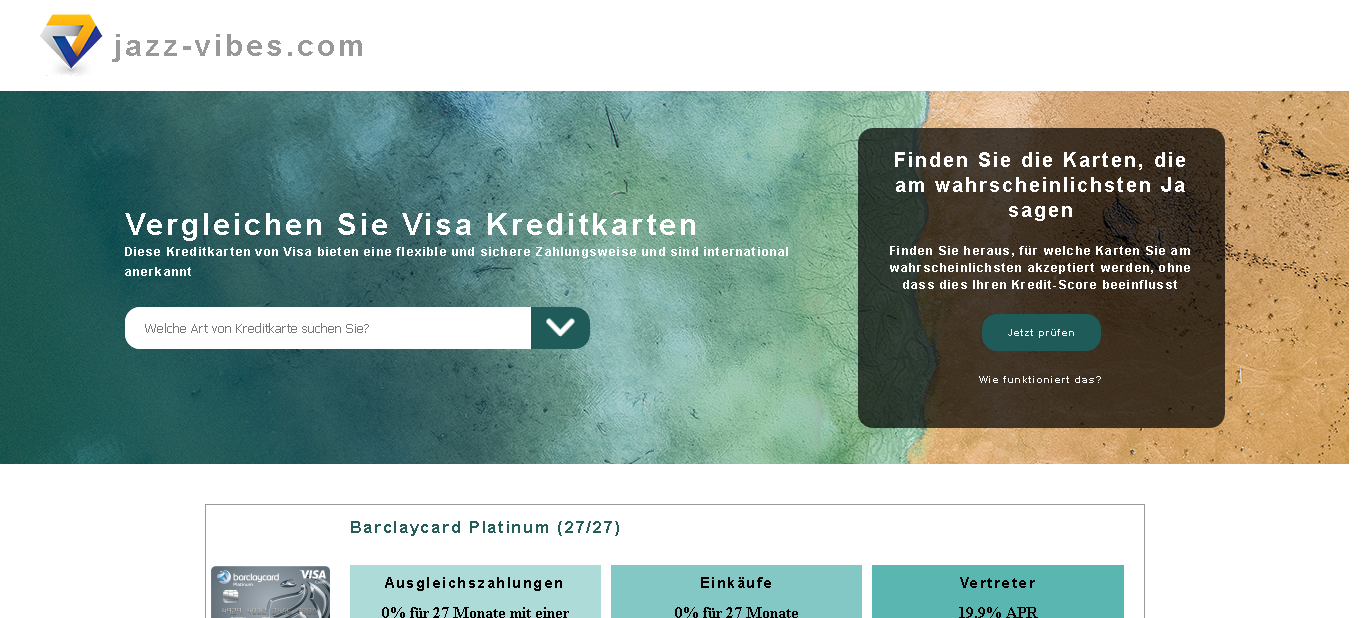 jazz-vibes.com
Vergleichen Sie Visa Kreditkarten
Diese Kreditkarten von Visa bieten eine flexible und sichere Zahlungsweise und sind international
anerkannt
Welche Art von Kreditkarte suchen Sie?
Finden Sie die Karten, die
am wahrscheinlichsten Ja
sagen
Finden Sie heraus, für welche Karten Sie am
wahrscheinlichsten akzeptiert werden, ohne
dass dies Ihren Kredit-Score beeinflusst
Jetzt prüfen
Wie funktioniert das?
Barclaycard Platinum (27/27)
barclaycard VISA
Platinum
Ausgleichszahlungen
0% für 27 Monate mit einer
Einkäufe
0% für 27 Monate
Vertreter
19.9% APR